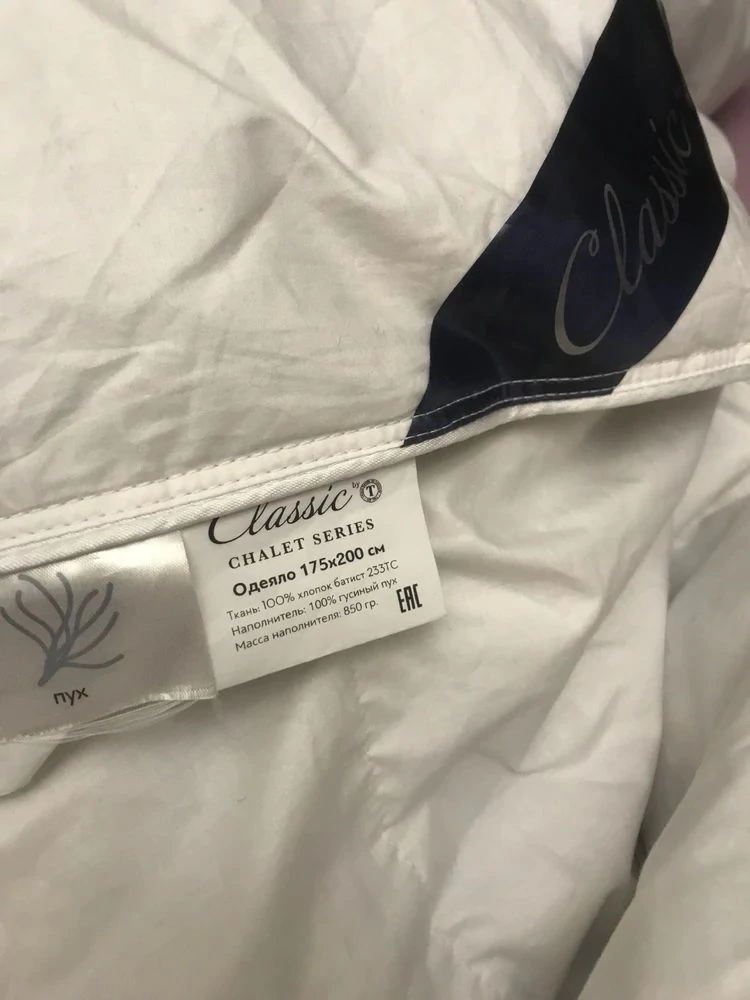 Classic
Classic by T
CHALET SERIES
Одеяло 175х200 см
Ткань: 100% хлопок батист 233ТС
Наполнитель: 100% гусиный пух
Масса наполнителя: 850 гр.
EAC
пух